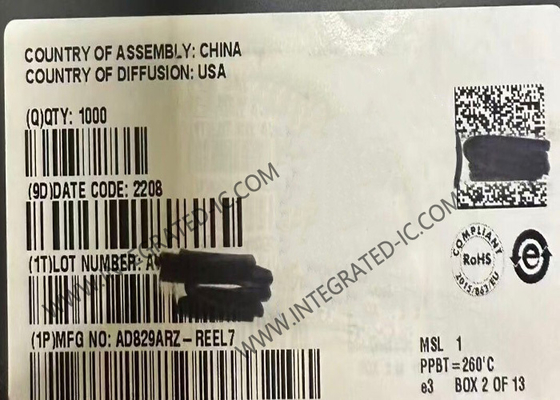 COUNTRY OF ASSEMBLY: CHINA
COUNTRY OF DIFFUSION: USA
(Q)QTY: 1000
(9D)DATE CODE: 2208
(1T)LOT NUMBER: A
(1P)MFG NO: AD829ARZ-REEL7
WWW.INTEGRATED-IC.COM
WWW.INTEGRATED-IC.COM
COMPLIANT
RoHS
2015/863/EU
e
MSL 1
PPBT=260'C
e3 BOX 2 OF 13